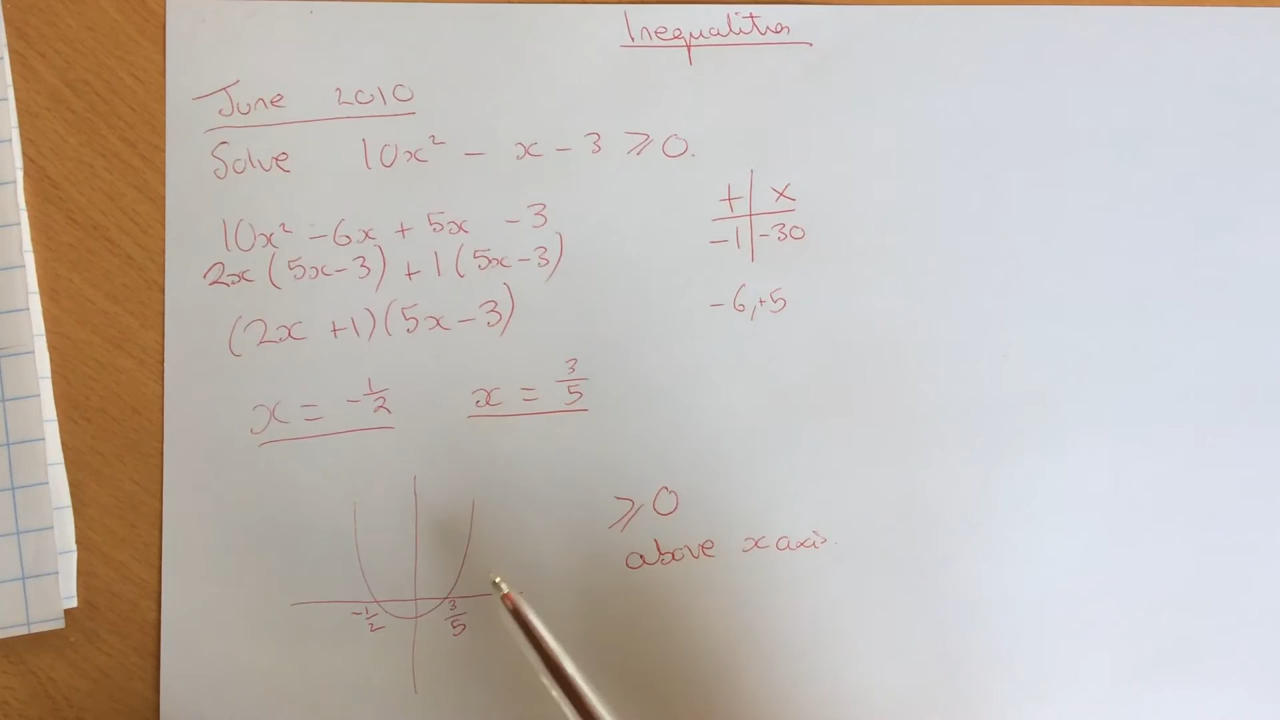 Inequalities
June 2010
Solve 10x² - x - 3 ⩾ 0.
+ | x
-1 | -30
-6, +5
10x² - 6x + 5x - 3
2x(5x-3) + 1(5x-3)
(2x+1)(5x-3)
x = -1/2 x = 3/5
⩾ 0
above x axis.
-1/2 3/5